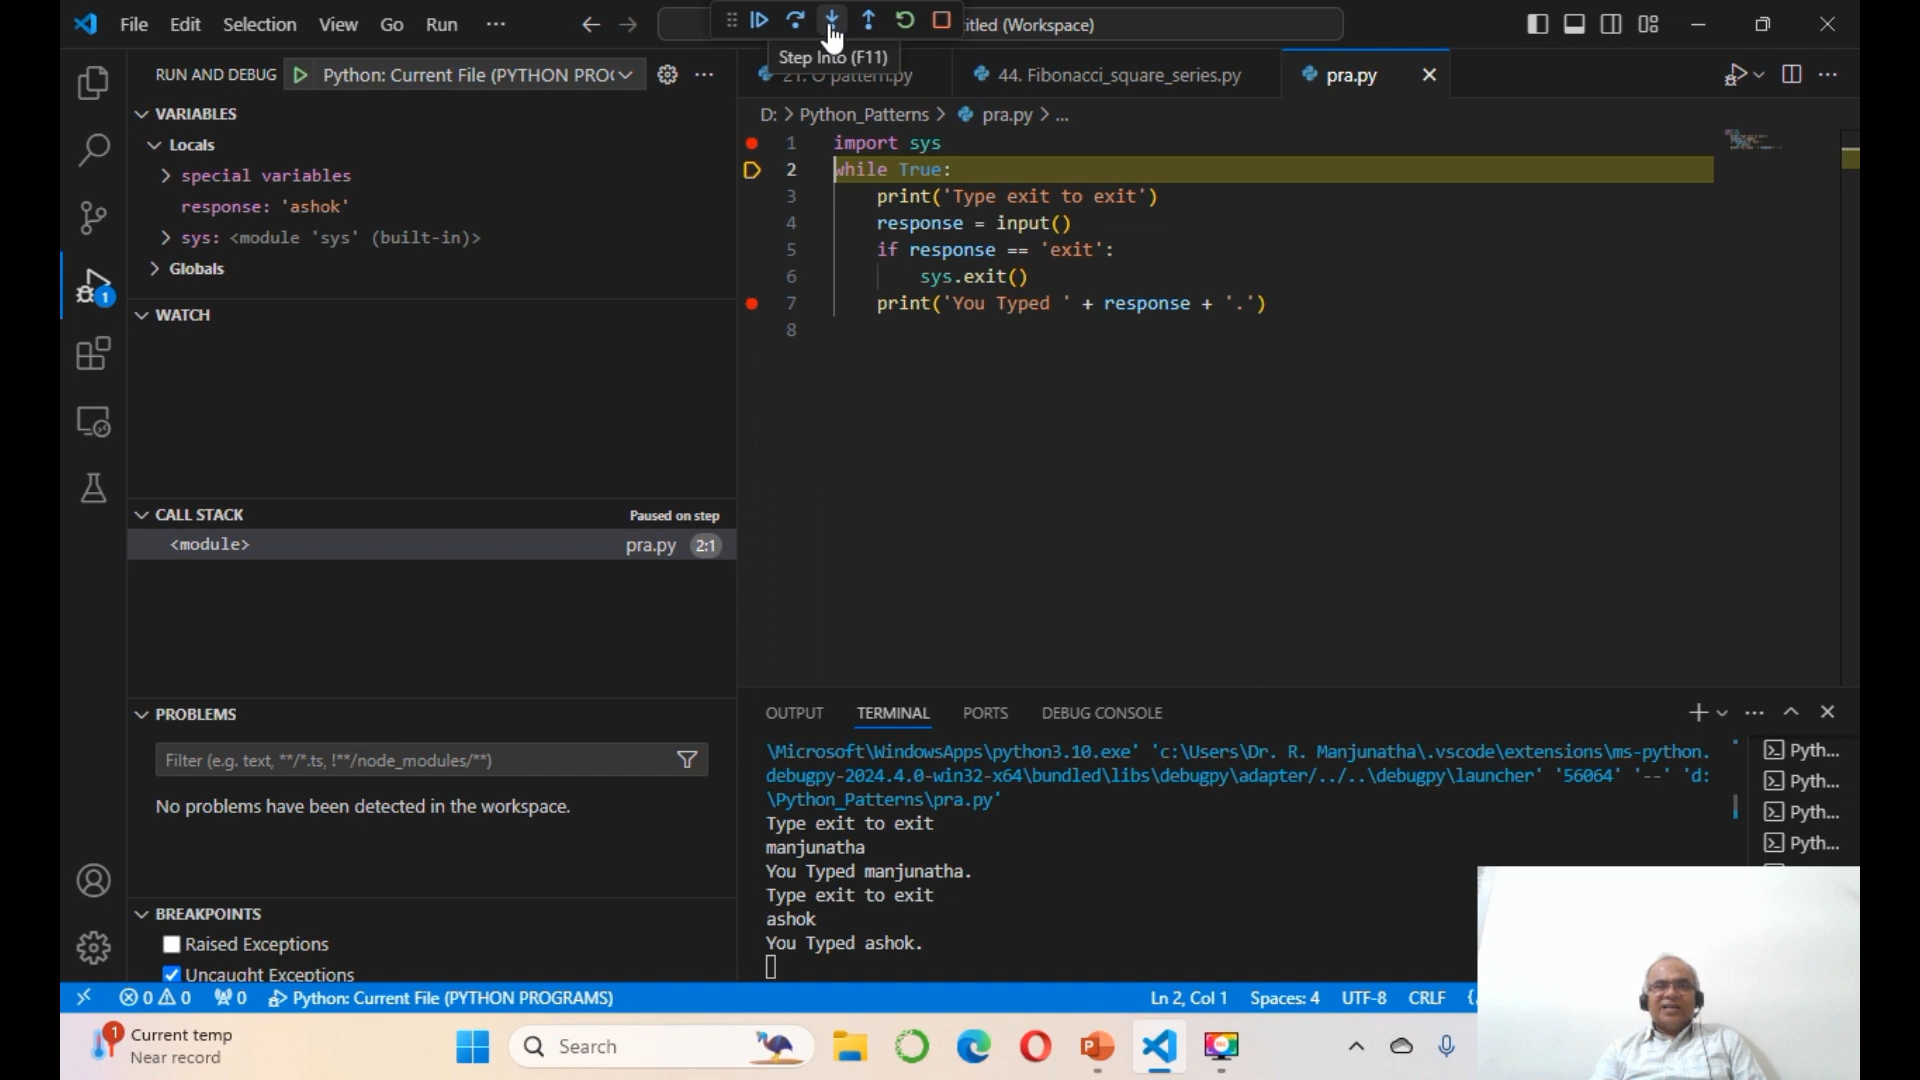 File Edit Selection View Go Run ···
itled (Workspace)
Step Into (F11)
RUN AND DEBUG Python: Current File (PYTHON PRO
21. O pattern.py
44. Fibonacci_square_series.py
pra.py
VARIABLES
Locals
special variables
response: 'ashok'
sys: <module 'sys' (built-in)>
Globals
WATCH
CALL STACK Paused on step
<module> pra.py 2:1
PROBLEMS
Filter (e.g. text, **/*.ts, !**/node_modules/**)
No problems have been detected in the workspace.
BREAKPOINTS
Raised Exceptions
Uncaught Exceptions
D: > Python_Patterns > pra.py > ...
1 import sys
2 while True:
3 print('Type exit to exit')
4 response = input()
5 if response == 'exit':
6 sys.exit()
7 print('You Typed ' + response + '.')
8
OUTPUT TERMINAL PORTS DEBUG CONSOLE
\Microsoft\WindowsApps\python3.10.exe' 'c:\Users\Dr. R. Manjunatha\.vscode\extensions\ms-python.
debugpy-2024.4.0-win32-x64\bundled\libs\debugpy\adapter/../..\debugpy\launcher' '56064' '--' 'd:
\Python_Patterns\pra.py'
Type exit to exit
manjunatha
You Typed manjunatha.
Type exit to exit
ashok
You Typed ashok.
Pyth...
Pyth...
Pyth...
Pyth...
1
0 0 0 Python: Current File (PYTHON PROGRAMS)
Ln 2, Col 1 Spaces: 4 UTF-8 CRLF {
1 Current temp
Near record
Search